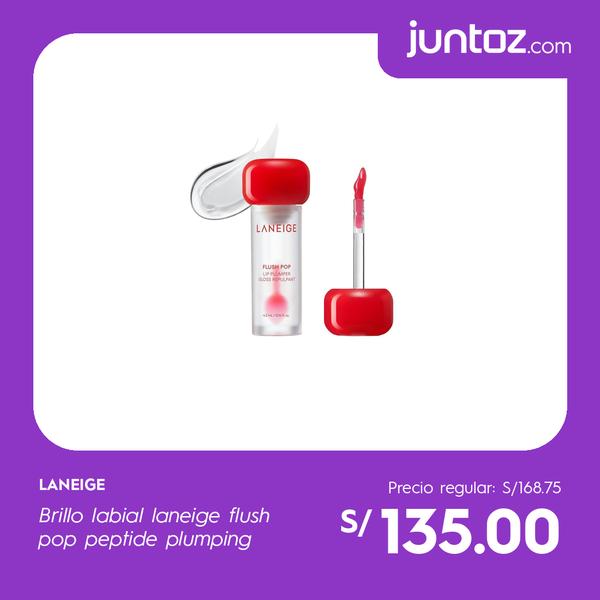 juntoz.com
LANEIGE
FLUSH POP
LIP PLUMPER
GLOSS REPULPANT
LANEIGE
Brillo labial laneige flush
pop peptide plumping
Precio regular: S/168.75
S/135.00